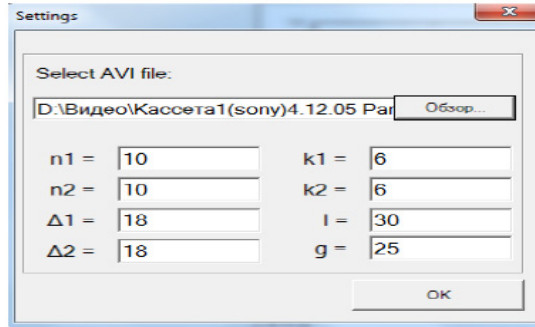 Settings
Select AVI file:
D:\Видео\Кассета1(sony)4.12.05 Par Обзор...
n1 = 10 k1 = 6
n2 = 10 k2 = 6
Δ1 = 18 l = 30
Δ2 = 18 g = 25
OK